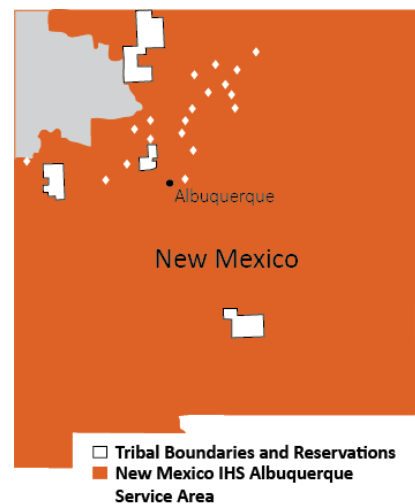 Albuquerque
New Mexico
Tribal Boundaries and Reservations
New Mexico IHS Albuquerque
Service Area